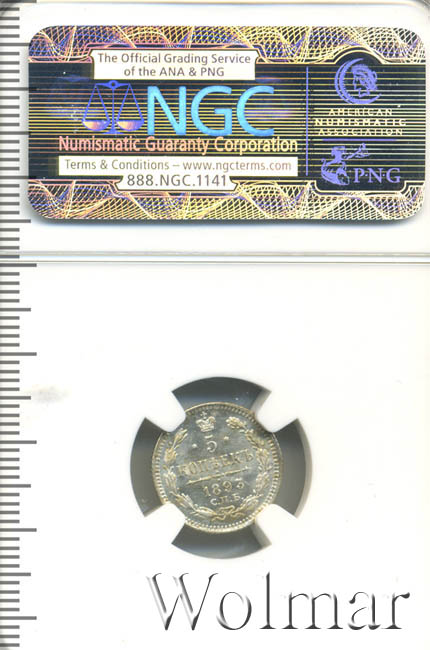 The Official Grading Service
of the ANA & PNG
NGC
Numismatic Guaranty Corporation
Terms & Conditions – www.ngcterms.com
888.NGC.1141
AMERICAN
NUMISMATIC
ASSOCIATION
PNG
5
КОПѢЕКЪ
1893
С.П.Б.
Wolmar